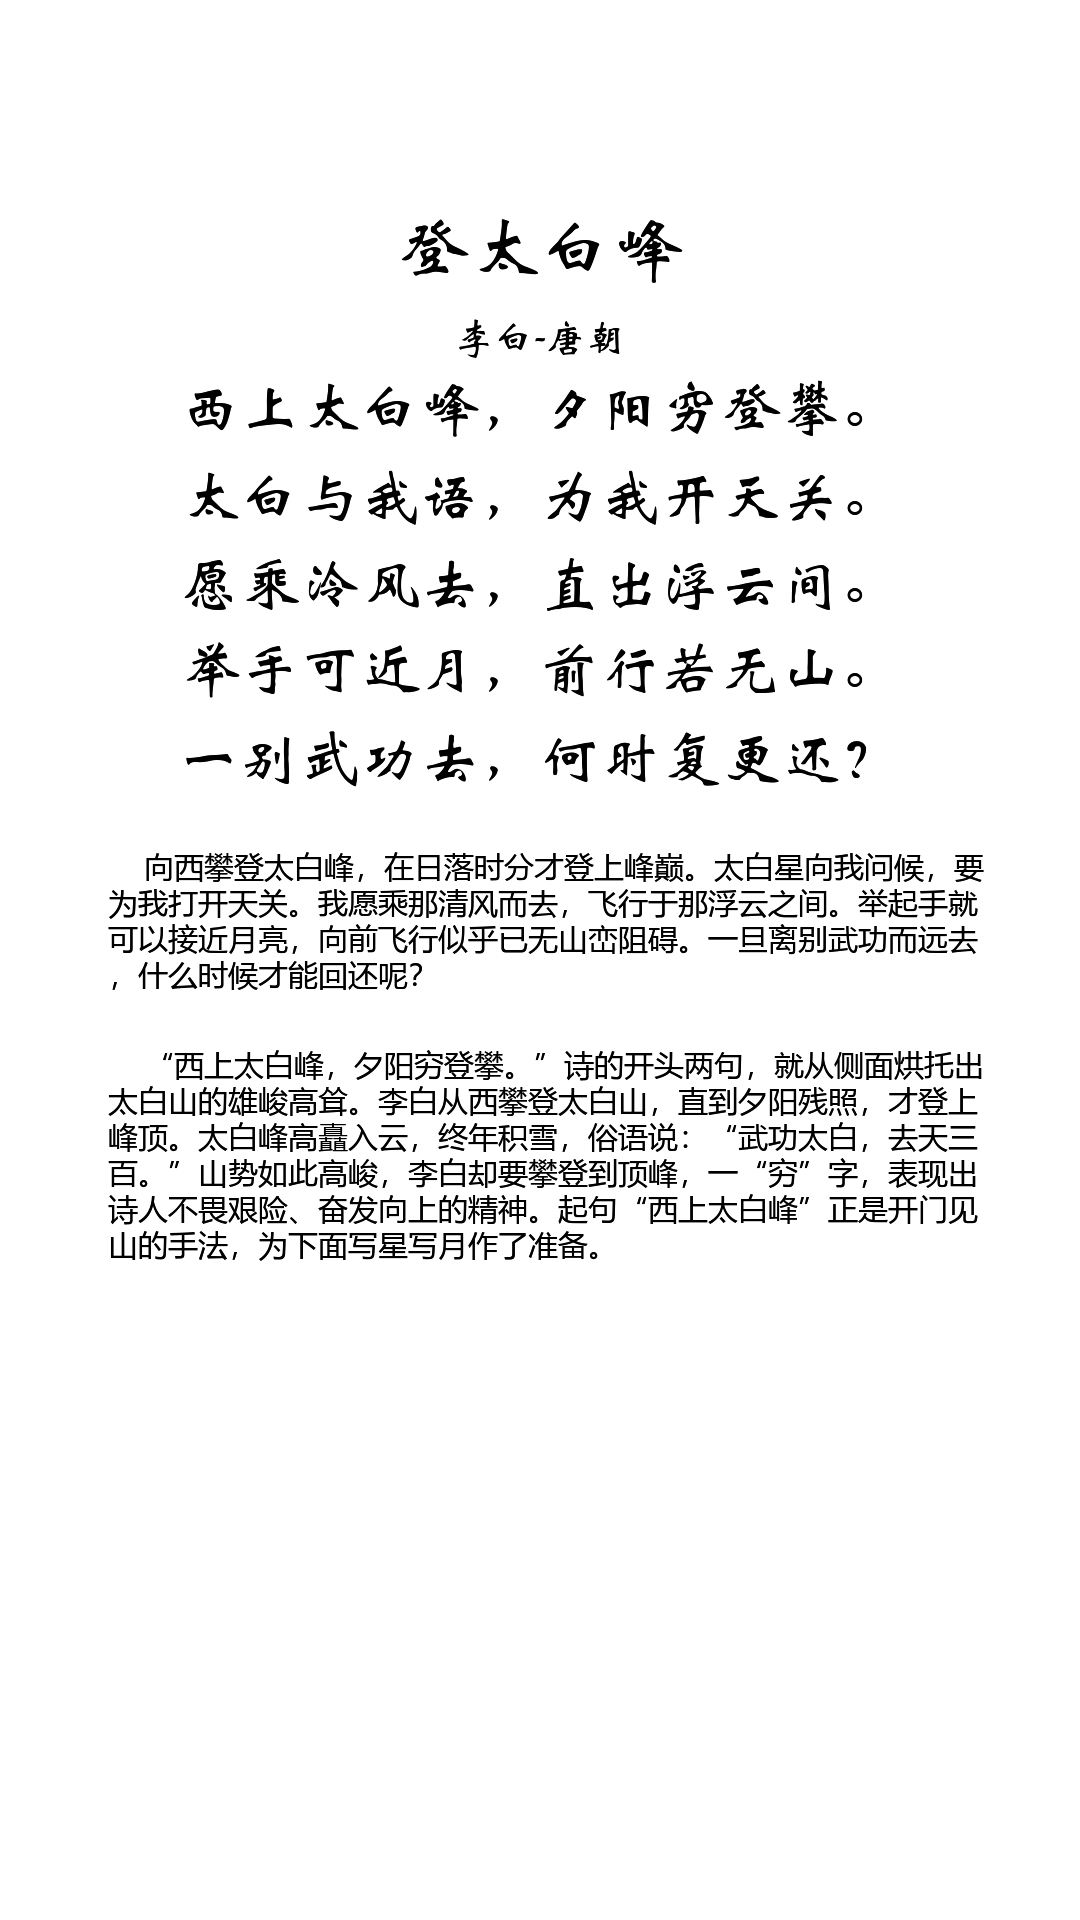 登太白峰
李白-唐朝
西上太白峰，夕阳穷登攀。
太白与我语，为我开天关。
愿乘泠风去，直出浮云间。
举手可近月，前行若无山。
一别武功去，何时复更还？
向西攀登太白峰，在日落时分才登上峰巅。太白星向我问候，要
为我打开天关。我愿乘那清风而去，飞行于那浮云之间。举起手就
可以接近月亮，向前飞行似乎已无山峦阻碍。一旦离别武功而远去
，什么时候才能回还呢？
“西上太白峰，夕阳穷登攀。”诗的开头两句，就从侧面烘托出
太白山的雄峻高耸。李白从西攀登太白山，直到夕阳残照，才登上
峰顶。太白峰高矗入云，终年积雪，俗语说：“武功太白，去天三
百。”山势如此高峻，李白却要攀登到顶峰，一“穷”字，表现出
诗人不畏艰险、奋发向上的精神。起句“西上太白峰”正是开门见
山的手法，为下面写星写月作了准备。